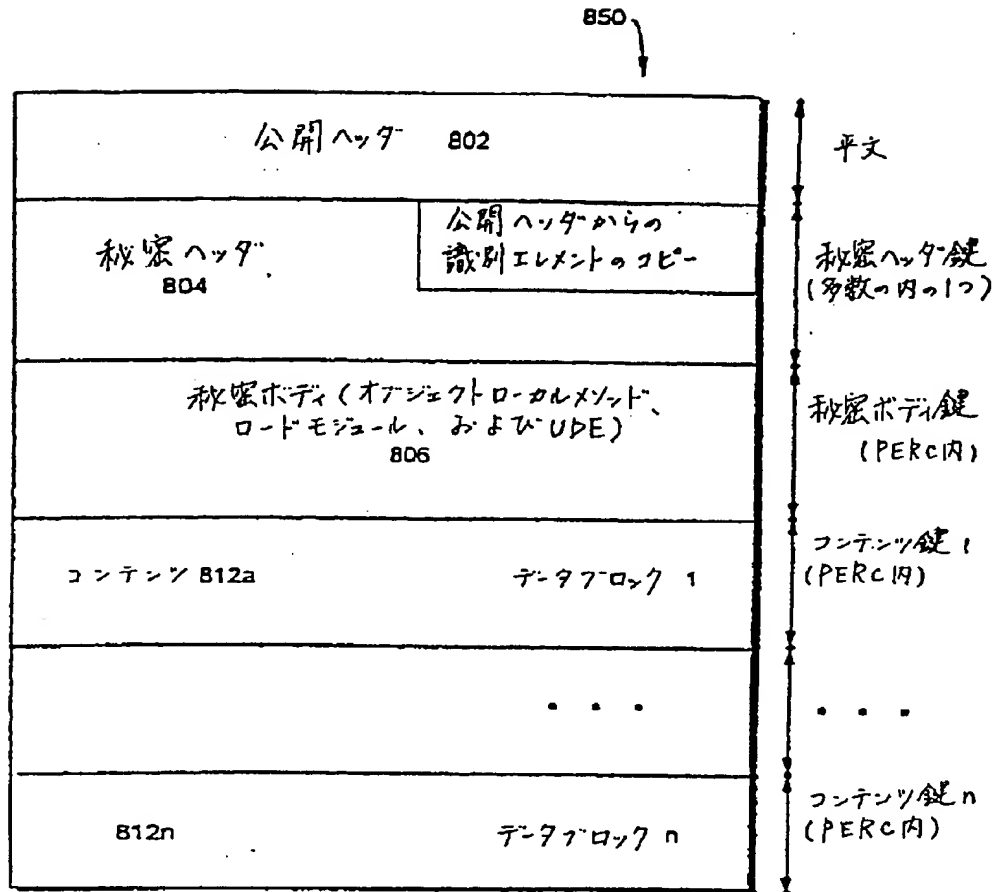 850
公開ヘッダ 802
平文
秘密ヘッダ
804
公開ヘッダからの
識別エレメントのコピー
秘密ヘッダ鍵
(多数の内の1つ)
秘密ボディ(オブジェクトローカルメソッド、
ロードモジュール、およびUDE)
806
秘密ボディ鍵
(PERC内)
コンテンツ 812a データブロック 1
コンテンツ鍵 1
(PERC内)
• • •
• • •
812n データブロック n
コンテンツ鍵 n
(PERC内)